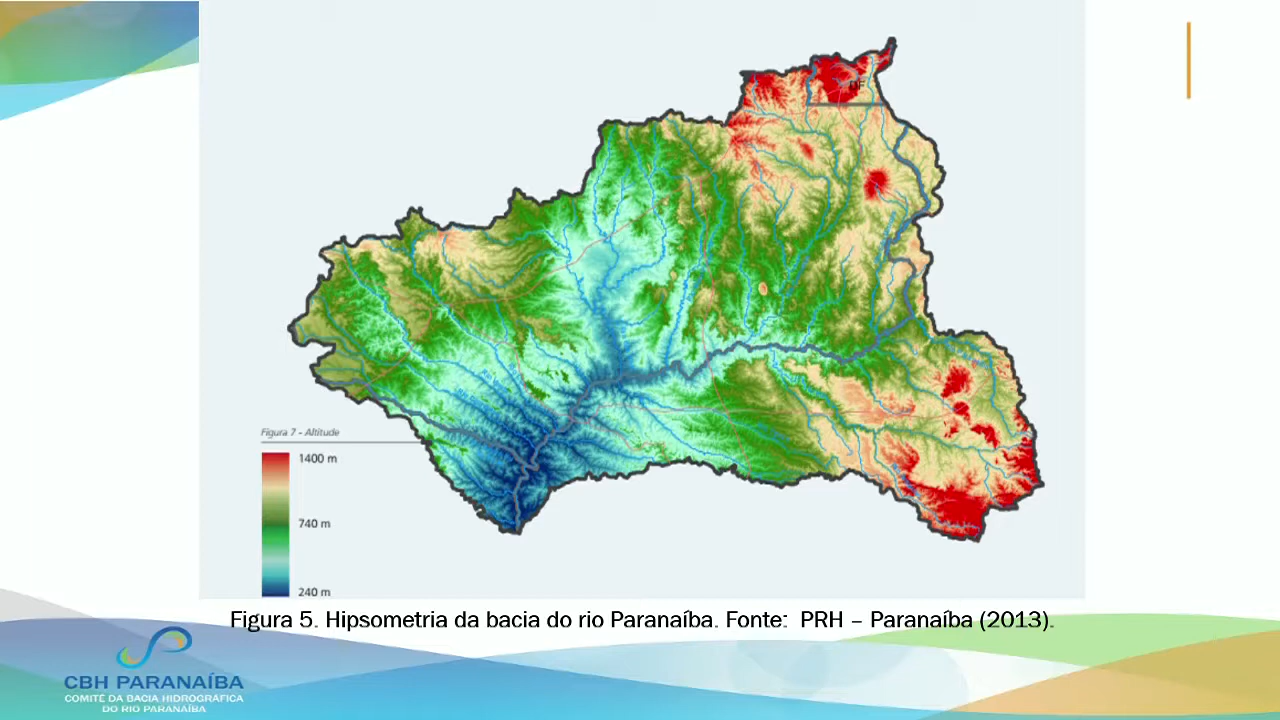 DF
Figura 7 - Altitude
1400 m
740 m
240 m
Figura 5. Hipsometria da bacia do rio Paranaíba. Fonte: PRH – Paranaíba (2013).
CBH PARANAÍBA
COMITÊ DA BACIA HIDROGRÁFICA
DO RIO PARANAÍBA